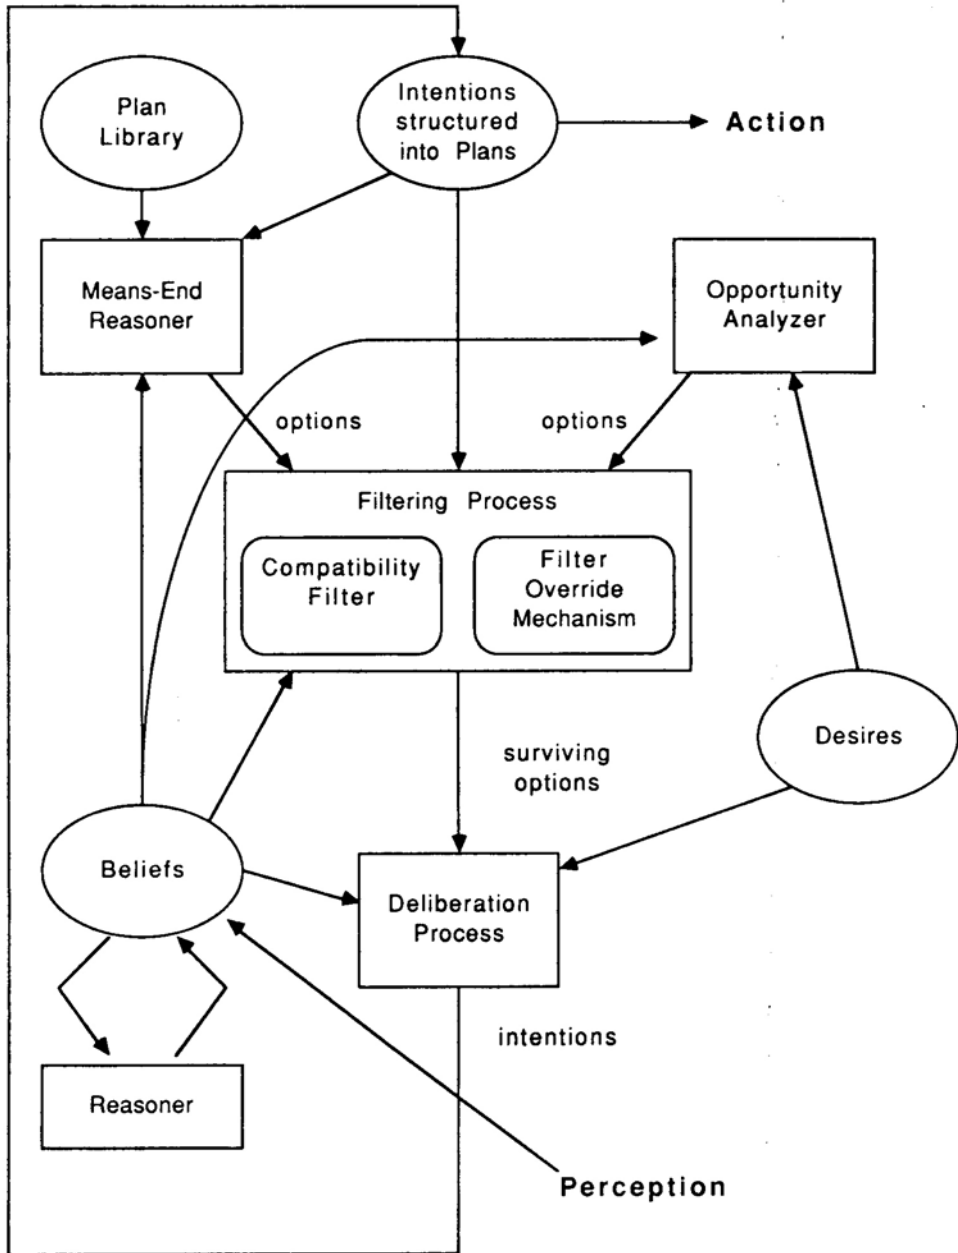 Plan
Library
Intentions
structured
into Plans
Action
Means-End
Reasoner
Opportunity
Analyzer
options
options
Filtering Process
Compatibility
Filter
Filter
Override
Mechanism
surviving
options
Desires
Beliefs
Deliberation
Process
intentions
Reasoner
Perception